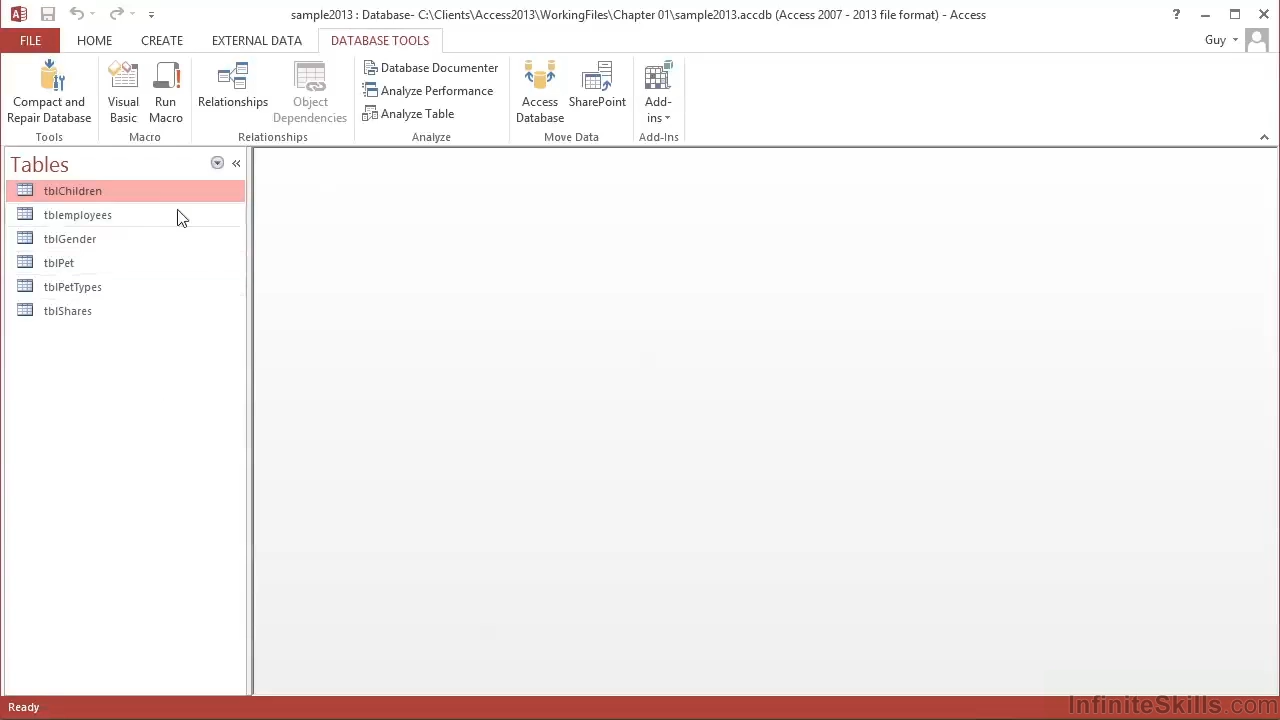 sample2013 : Database- C:\Clients\Access2013\WorkingFiles\Chapter 01\sample2013.accdb (Access 2007 - 2013 file format) - Access
?
FILE HOME CREATE EXTERNAL DATA DATABASE TOOLS Guy
Compact and Repair Database
Visual Basic
Run Macro
Relationships
Object Dependencies
Database Documenter
Analyze Performance
Analyze Table
Access Database
SharePoint
Add-ins
Tools Macro Relationships Analyze Move Data Add-Ins
Tables «
tblChildren
tblemployees
tblGender
tblPet
tblPetTypes
tblShares
Ready
InfiniteSkills.com